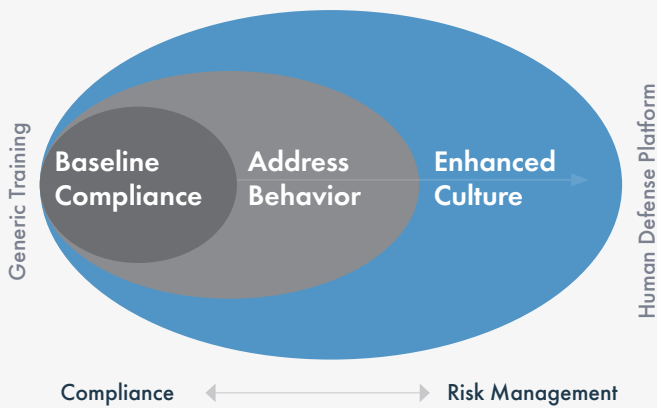 Generic Training
Baseline
Compliance
Address
Behavior
Enhanced
Culture
Human Defense Platform
Compliance
Risk Management